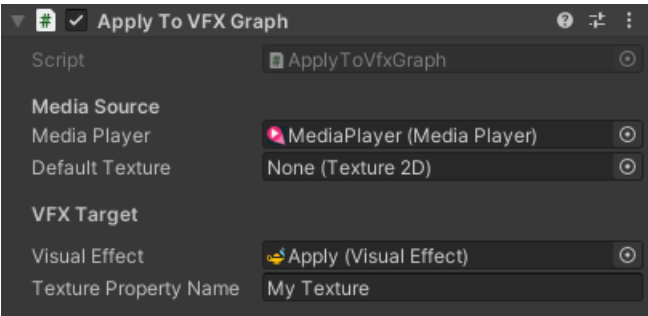 # Apply To VFX Graph
Script # ApplyToVfxGraph
Media Source
Media Player MediaPlayer (Media Player)
Default Texture None (Texture 2D)
VFX Target
Visual Effect Apply (Visual Effect)
Texture Property Name My Texture